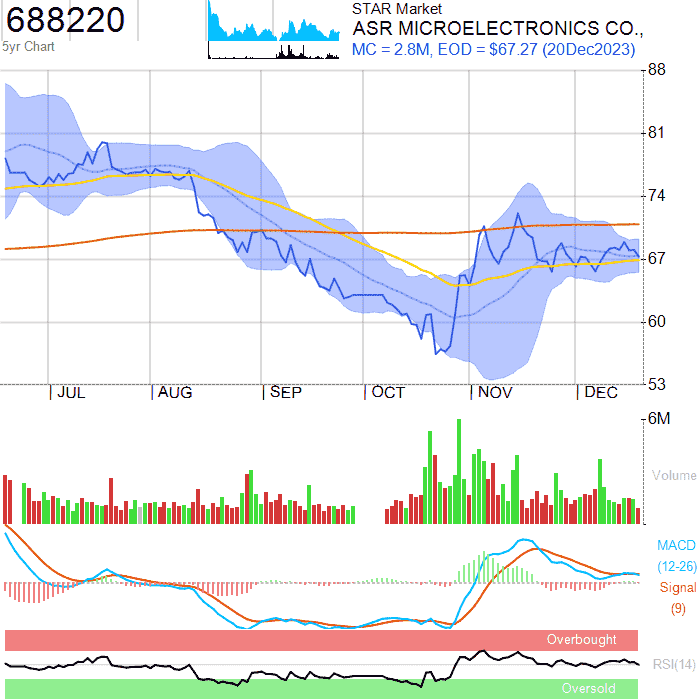 688220
5yr Chart
STAR Market
ASR MICROELECTRONICS CO.,
MC = 2.8M, EOD = $67.27 (20Dec2023)
88
81
74
67
60
53
JUL AUG SEP OCT NOV DEC
6M
Volume
MACD
(12-26)
Signal
(9)
Overbought
RSI(14)
Oversold